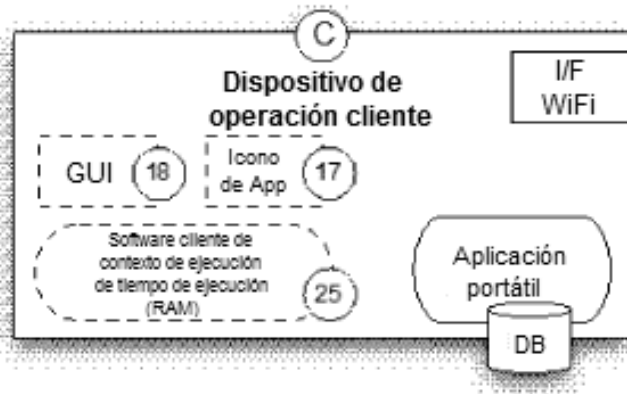 C
Dispositivo de
operación cliente
I/F
WiFi
GUI
18
Icono
de App
17
Software cliente de
contexto de ejecución
de tiempo de ejecución
(RAM)
25
Aplicación
portátil
DB